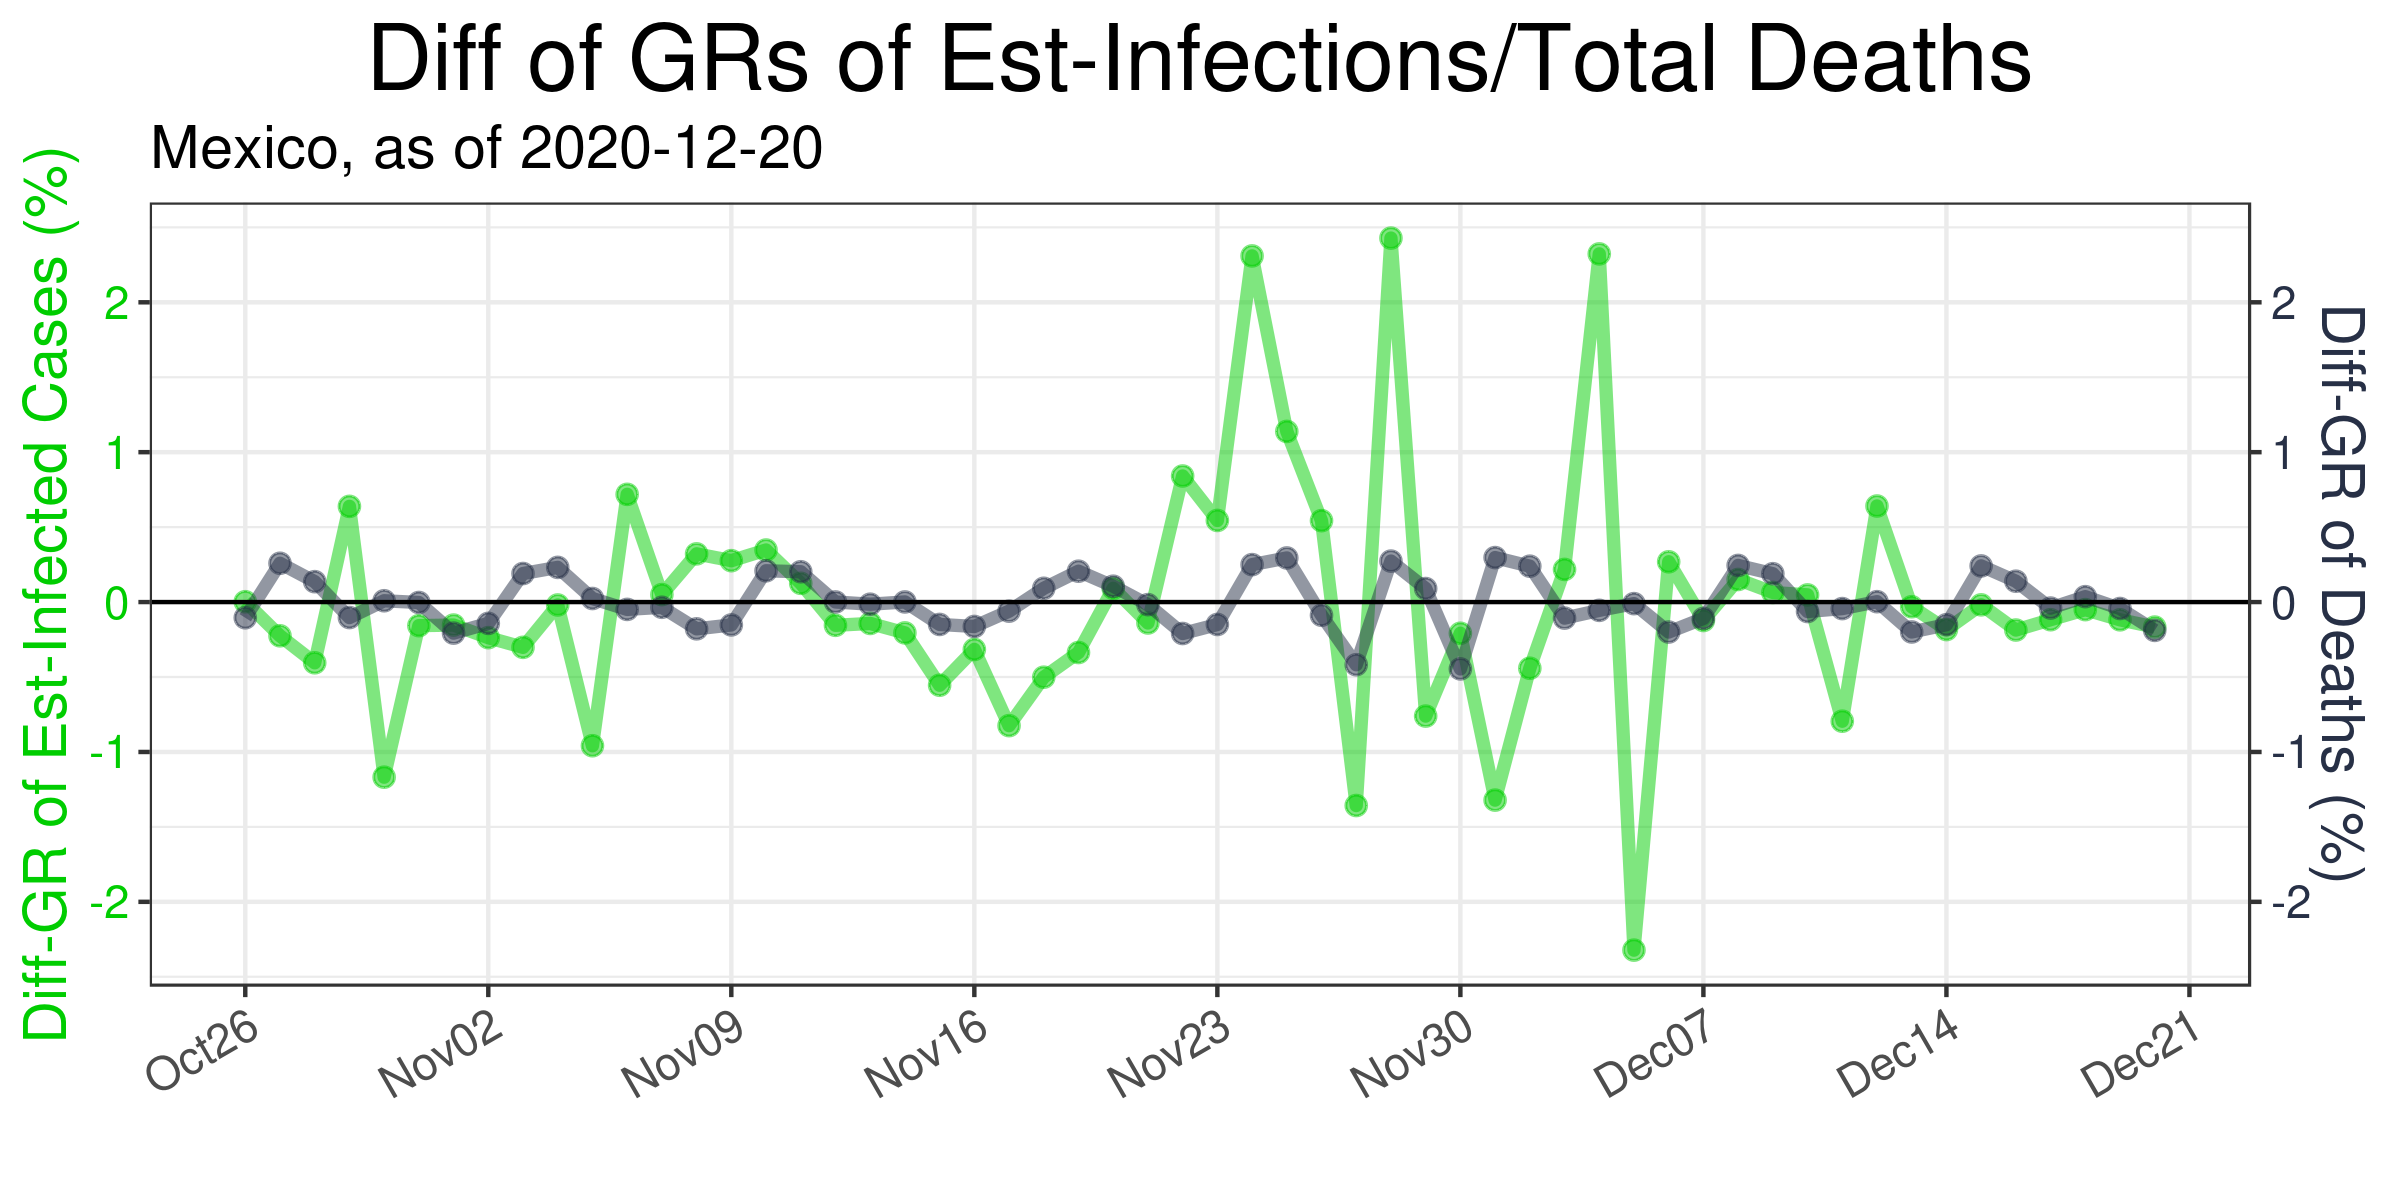 Diff of GRs of Est-Infections/Total Deaths
Mexico, as of 2020-12-20
Diff-GR of Est-Infected Cases (%)
2
1
0
-1
-2
2
1
0
-1
-2
Diff-GR of Deaths (%)
Oct26
Nov02
Nov09
Nov16
Nov23
Nov30
Dec07
Dec14
Dec21